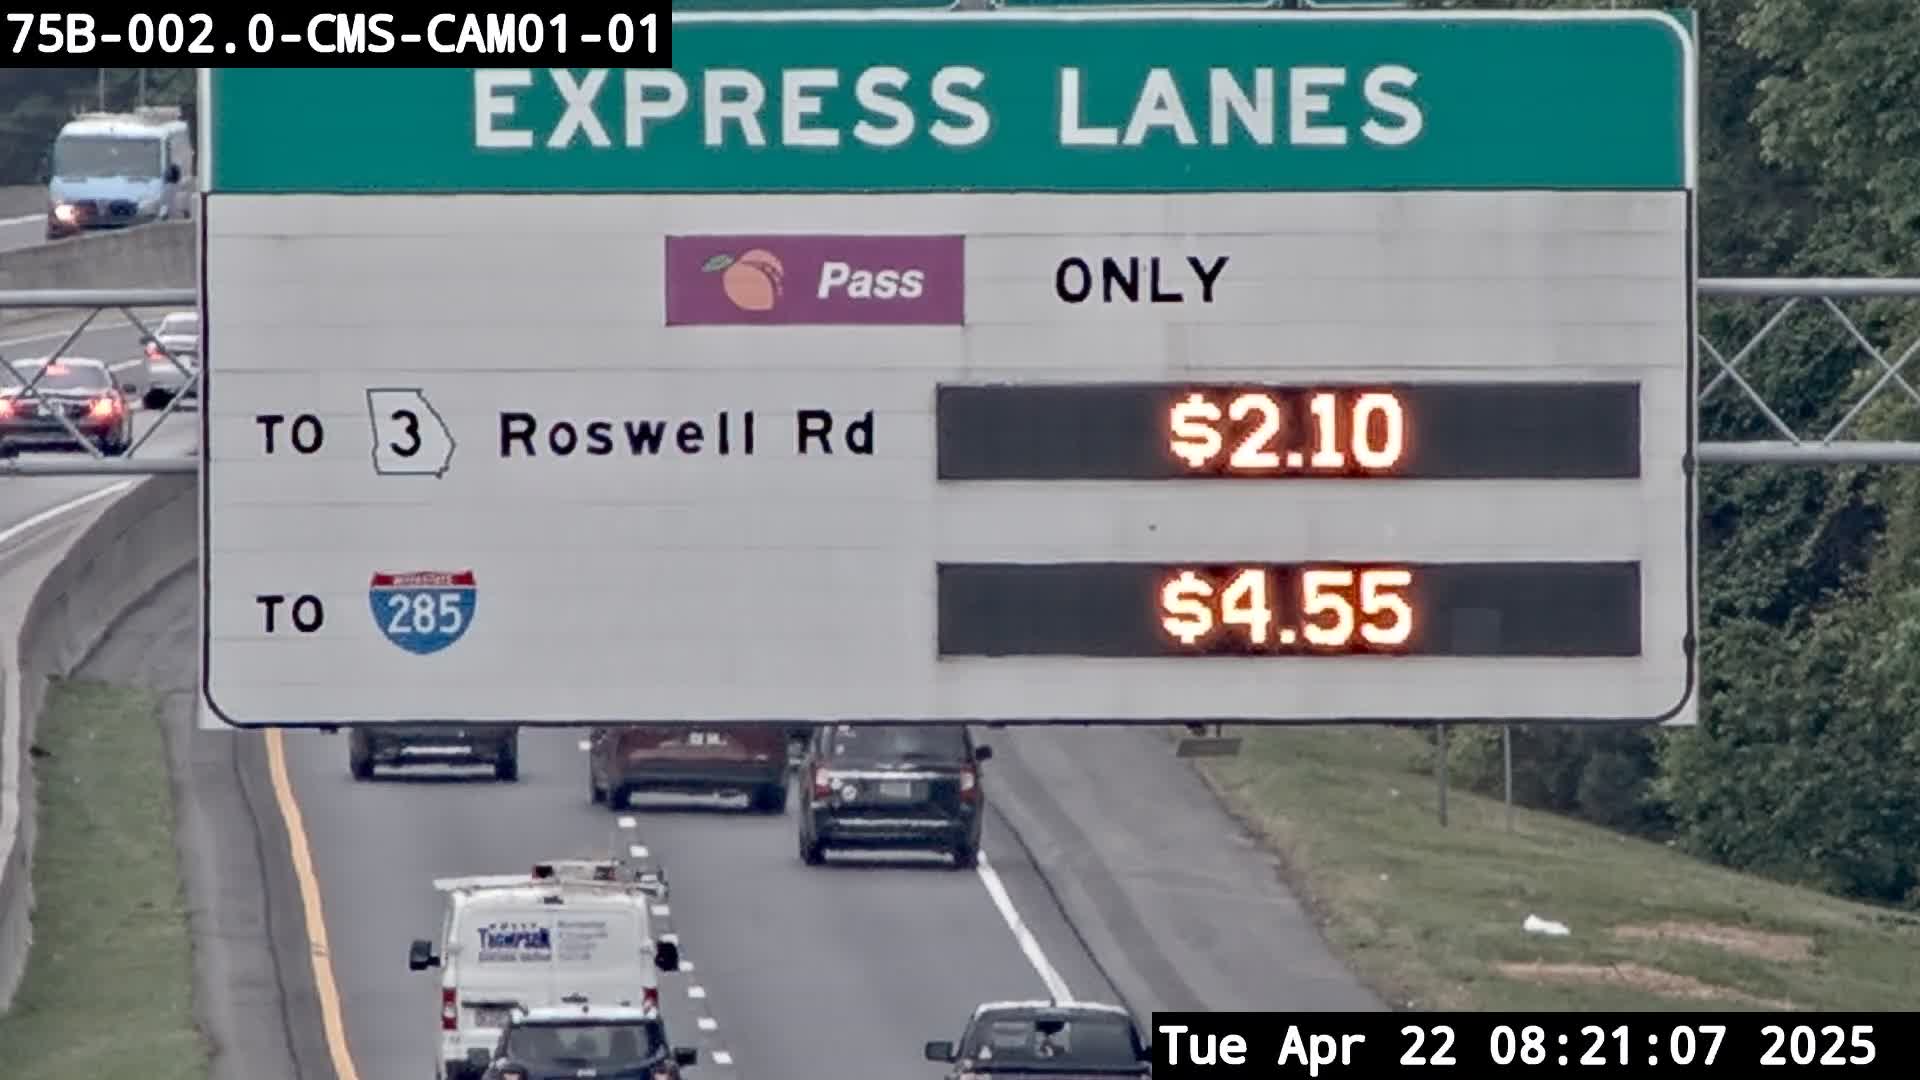 75B-002.0-CMS-CAM01-01
EXPRESS LANES
Pass ONLY
TO 3 Roswell Rd $2.10
TO INTERSTATE 285 $4.55
THOMPSON
Tue Apr 22 08:21:07 2025